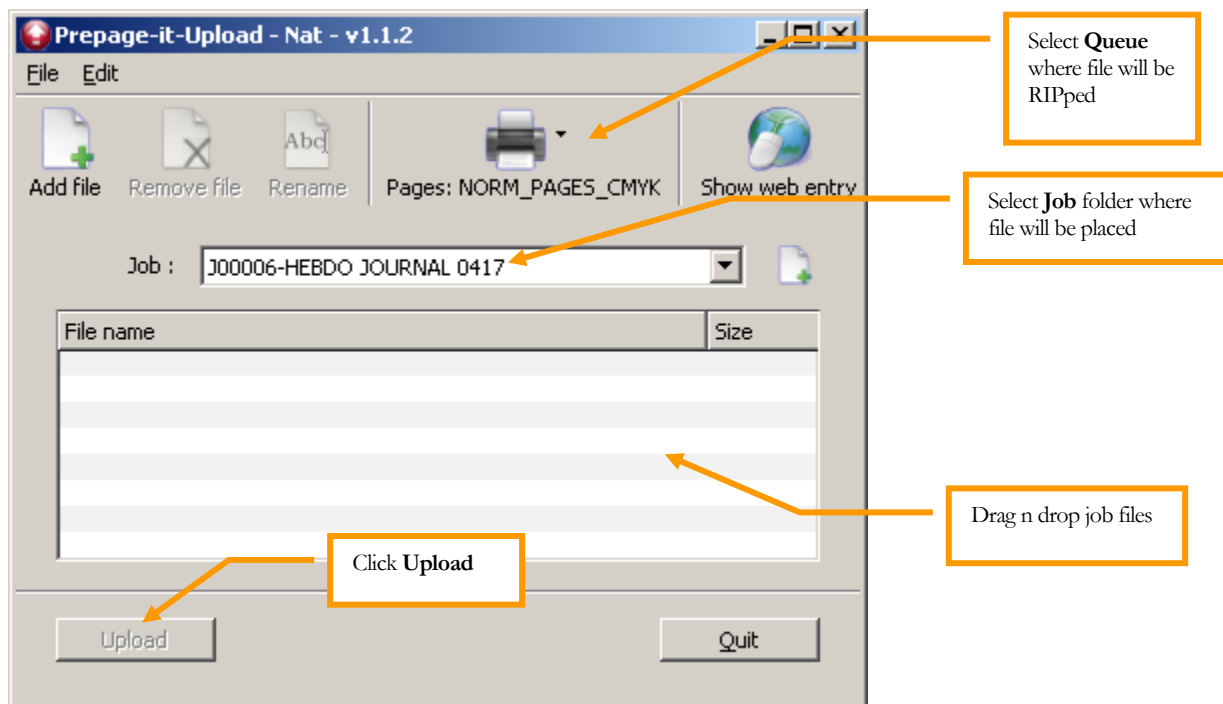 Prepage-it-Upload - Nat - v1.1.2
File Edit
Add file
Remove file
Abc
Rename
Pages: NORM_PAGES_CMYK
Show web entry
Job :
J00006-HEBDO JOURNAL 0417
File name
Size
Upload
Quit
Select Queue
where file will be
RIPped
Select Job folder where
file will be placed
Drag n drop job files
Click Upload